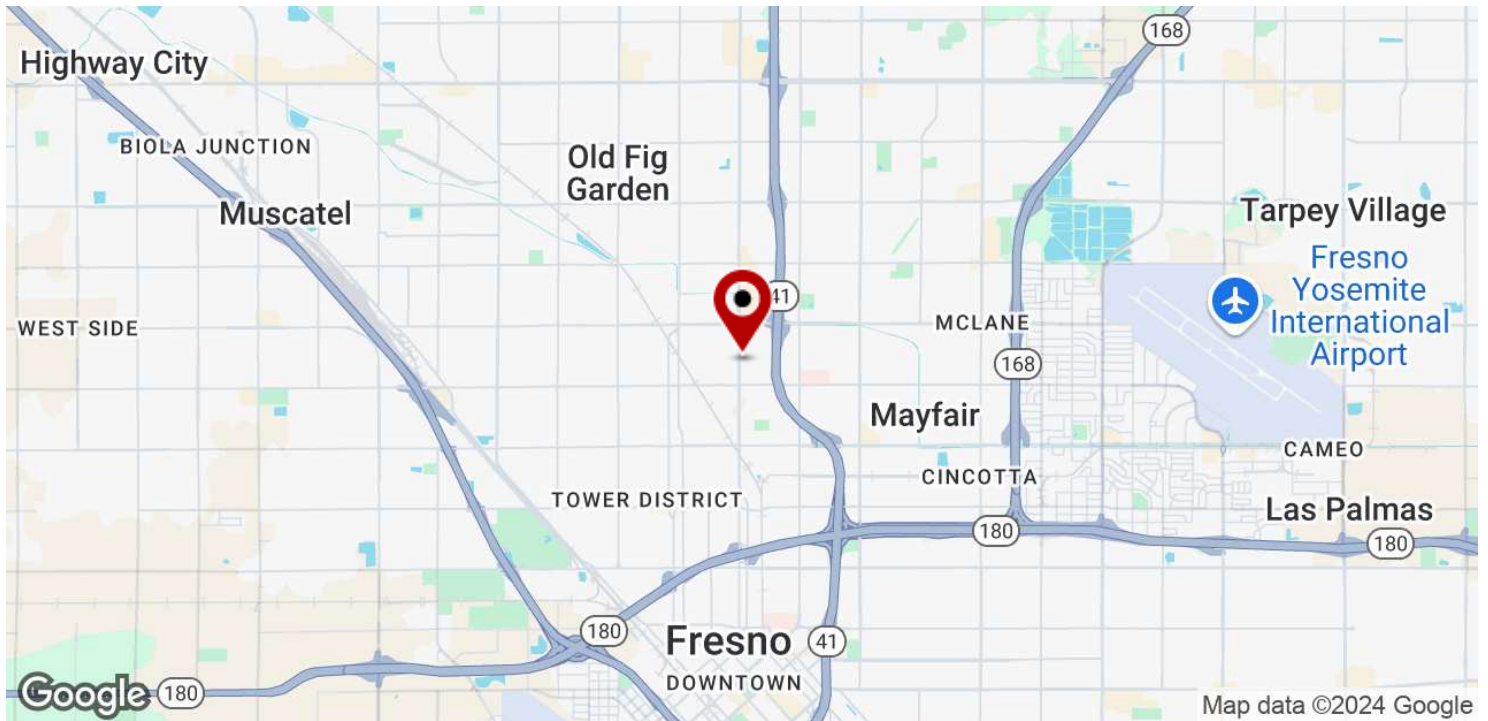 168
Highway City
BIOLA JUNCTION
Old Fig
Garden
Muscatel
Tarpey Village
Fresno
Yosemite
International
Airport
41
WEST SIDE
MCLANE
168
Mayfair
CAMEO
CINCOTTA
TOWER DISTRICT
Las Palmas
180
180
180
Fresno
41
DOWNTOWN
Google
180
Map data ©2024 Google